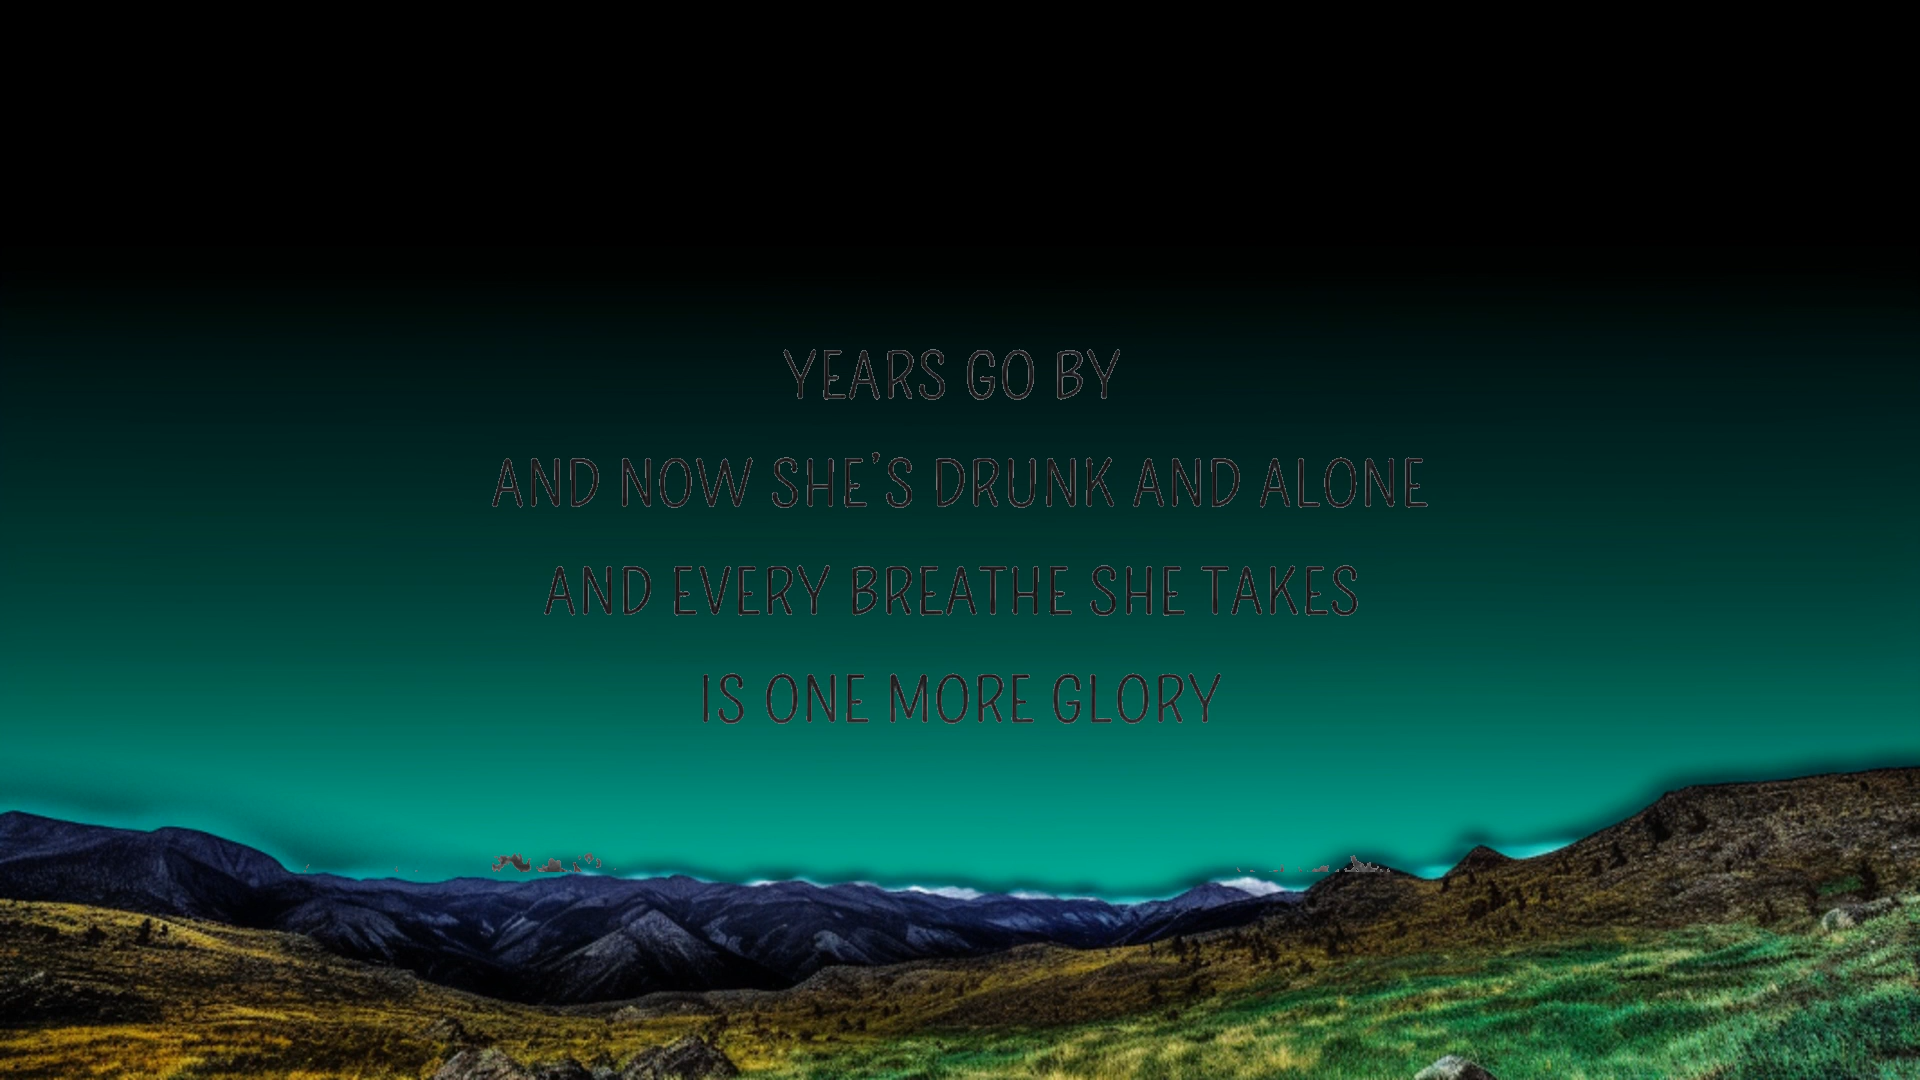 YEARS GO BY
AND NOW SHE'S DRUNK AND ALONE
AND EVERY BREATHE SHE TAKES
IS ONE MORE GLORY